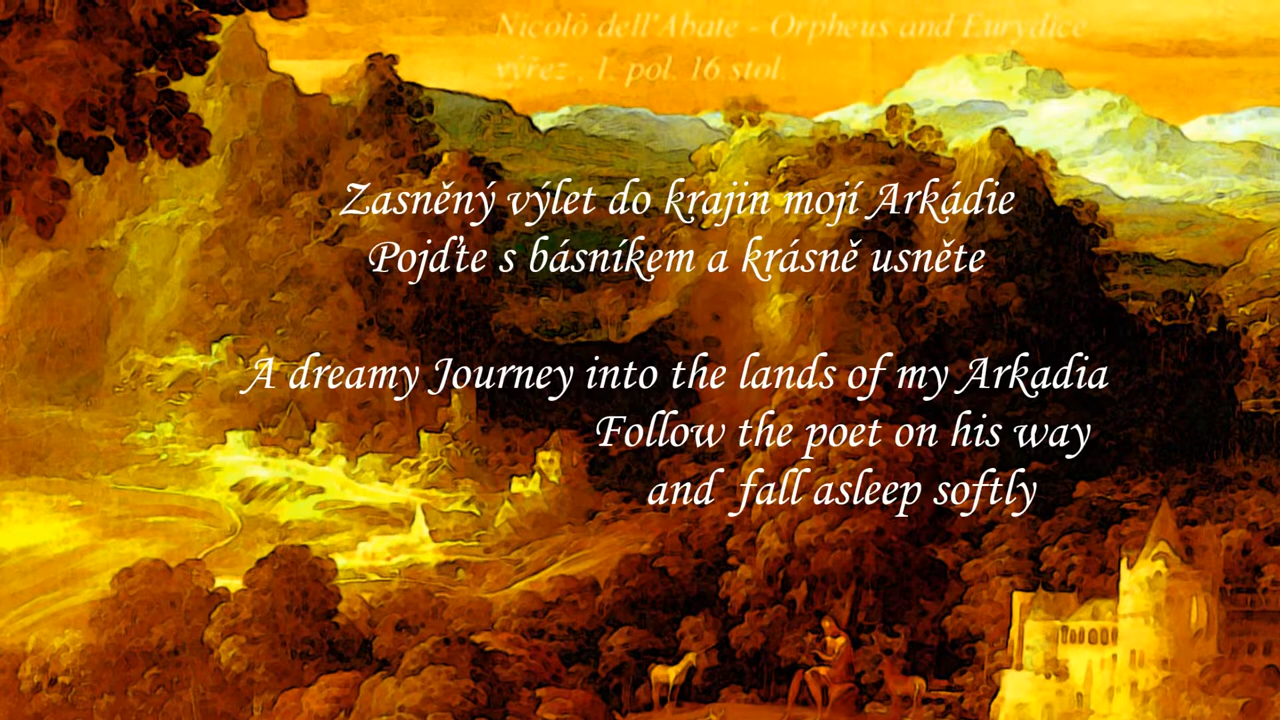 Nicolò dell'Abate - Orpheus and Eurydice
výřez , 1. pol. 16.stol.
Zasněný výlet do krajin mojí Arkádie
Pojďte s básníkem a krásně usněte
A dreamy Journey into the lands of my Arkadia
Follow the poet on his way
and fall asleep softly